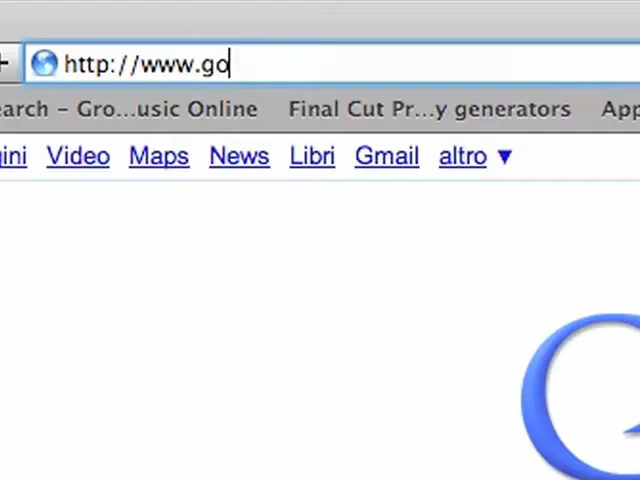 http://www.go
earch – Gro...usic Online Final Cut Pr...y generators App
gini Video Maps News Libri Gmail altro ▼
G